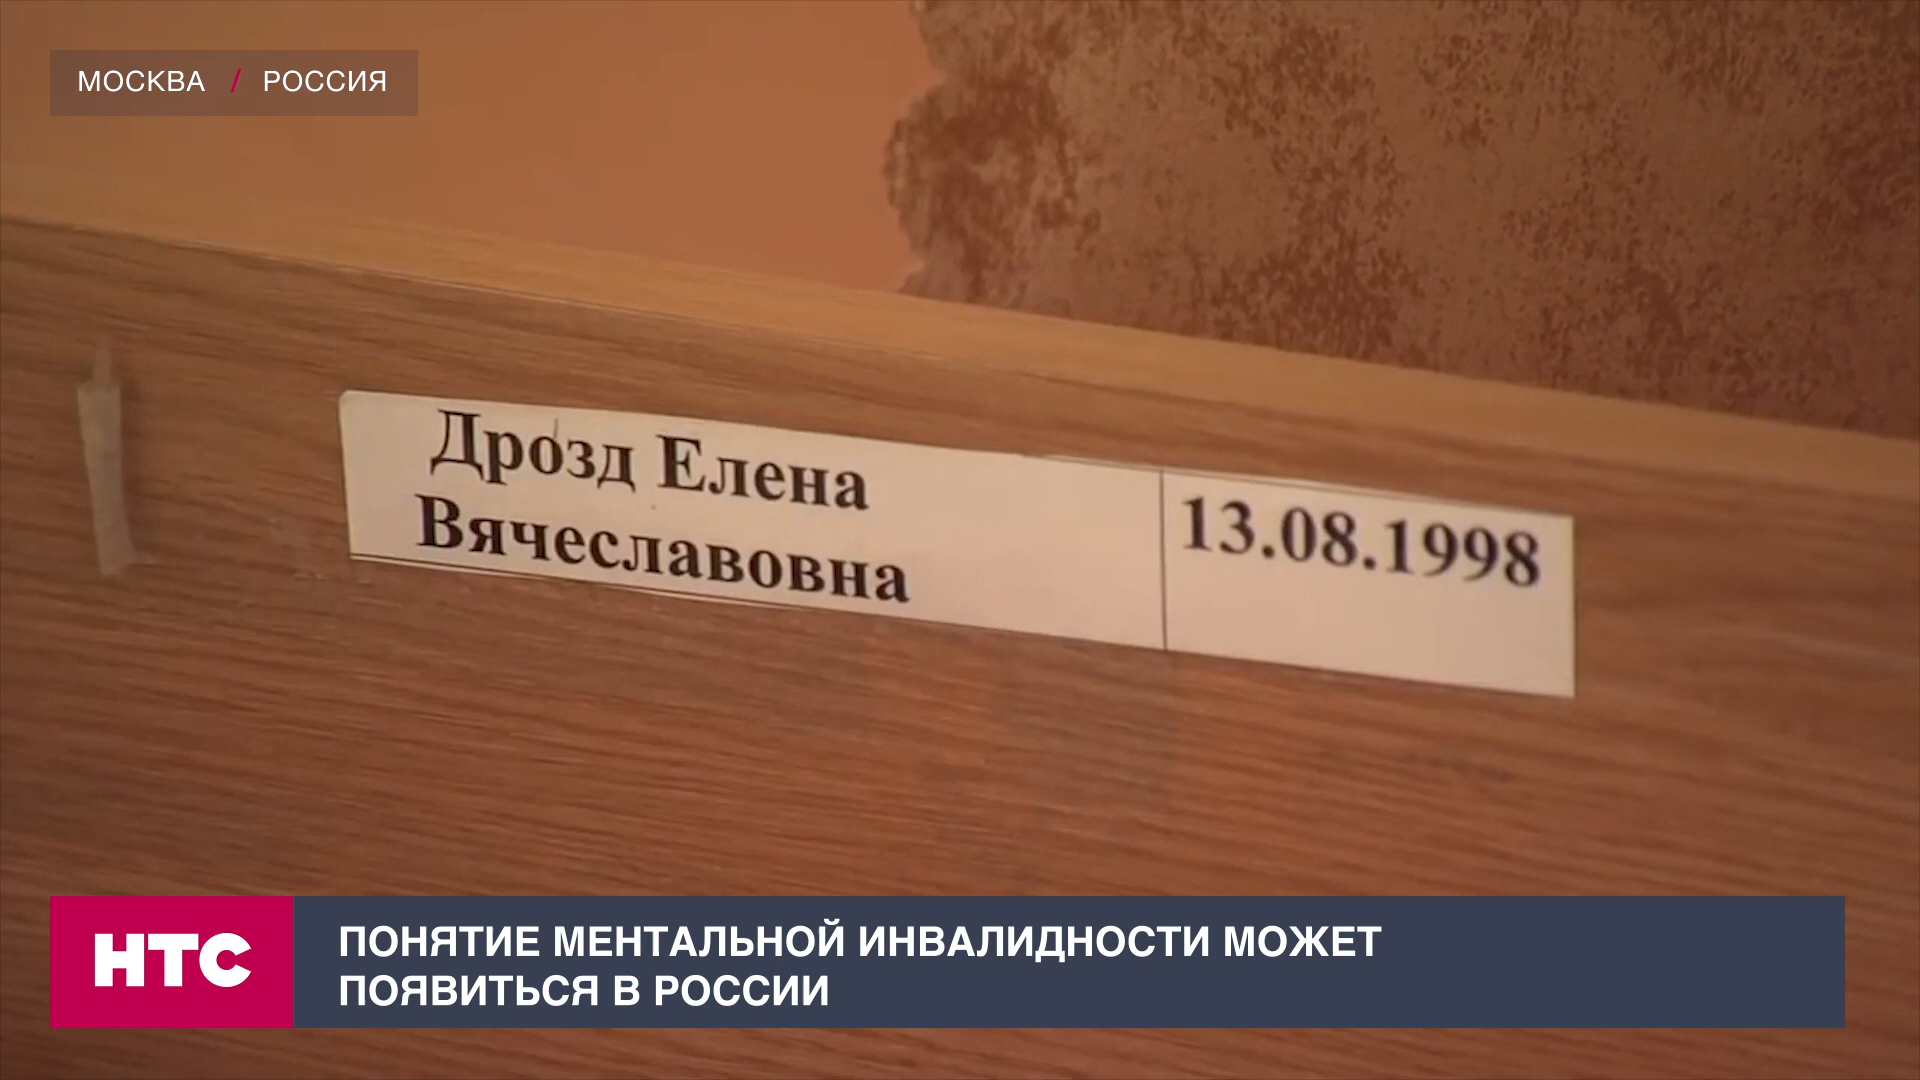 МОСКВА / РОССИЯ
Дрозд Елена
Вячеславовна
13.08.1998
НТС
ПОНЯТИЕ МЕНТАЛЬНОЙ ИНВАЛИДНОСТИ МОЖЕТ
ПОЯВИТЬСЯ В РОССИИ